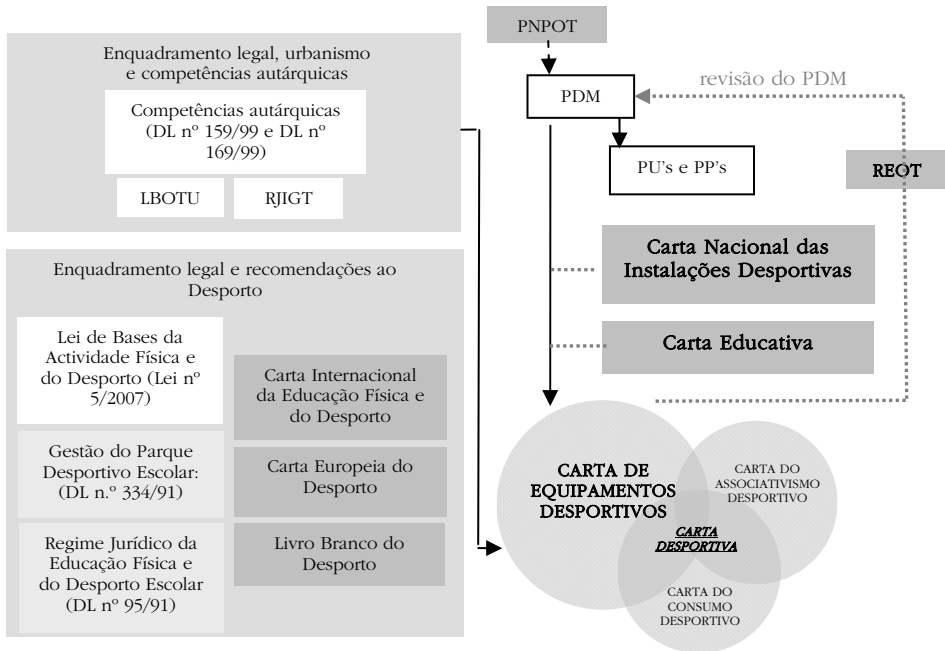 Enquadramento legal, urbanismo
e competências autárquicas
Competências autárquicas
(DL nº 159/99 e DL nº
169/99)
LBOTU
RJIGT
Enquadramento legal e recomendações ao
Desporto
Lei de Bases da
Actividade Física e
do Desporto (Lei nº
5/2007)
Gestão do Parque
Desportivo Escolar:
(DL n.º 334/91)
Regime Jurídico da
Educação Física e
do Desporto Escolar
(DL nº 95/91)
Carta Internacional
da Educação Física e
do Desporto
Carta Europeia do
Desporto
Livro Branco do
Desporto
PNPOT
PDM
revisão do PDM
PU's e PP's
REOT
Carta Nacional das
Instalações Desportivas
Carta Educativa
CARTA DE
EQUIPAMENTOS
DESPORTIVOS
CARTA DO
ASSOCIATIVISMO
DESPORTIVO
CARTA
DESPORTIVA
CARTA DO
CONSUMO
DESPORTIVO